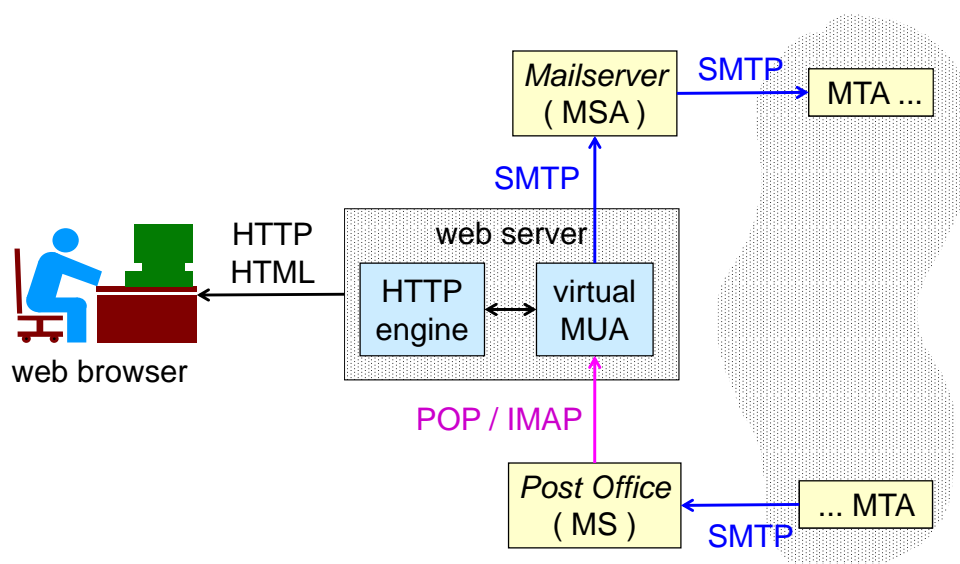 Mailserver
( MSA )
SMTP
MTA ...
SMTP
web server
HTTP
HTML
HTTP
engine
virtual
MUA
web browser
POP / IMAP
Post Office
( MS )
SMTP
... MTA